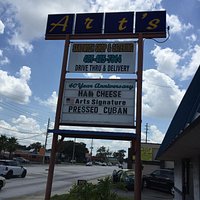 Art's
SANDWICH SHOP & CATERING
DRIVE THRU & DELIVERY
40 Year Anniversary
HAM CHEESE
Arts Signature
PRESSED CUBAN